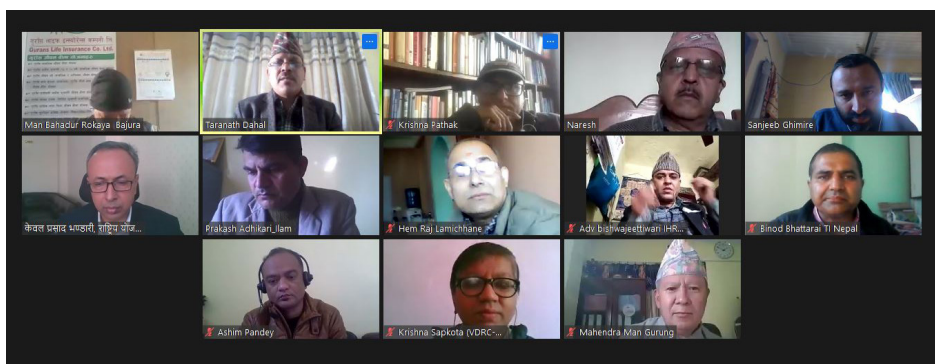 Man Bahadur Rokaya Bajura
Taranath Dahal
Krishna Pathak
Naresh
Sanjeeb Ghimire
केवल प्रसाद भण्डारी, राष्ट्रिय योज...
Prakash Adhikari_Ilam
Hem Raj Lamichhane
Adv bishwajeettiwari IHR...
Binod Bhattarai TI Nepal
Ashim Pandey
Krishna Sapkota (VDRC-...
Mahendra Man Gurung